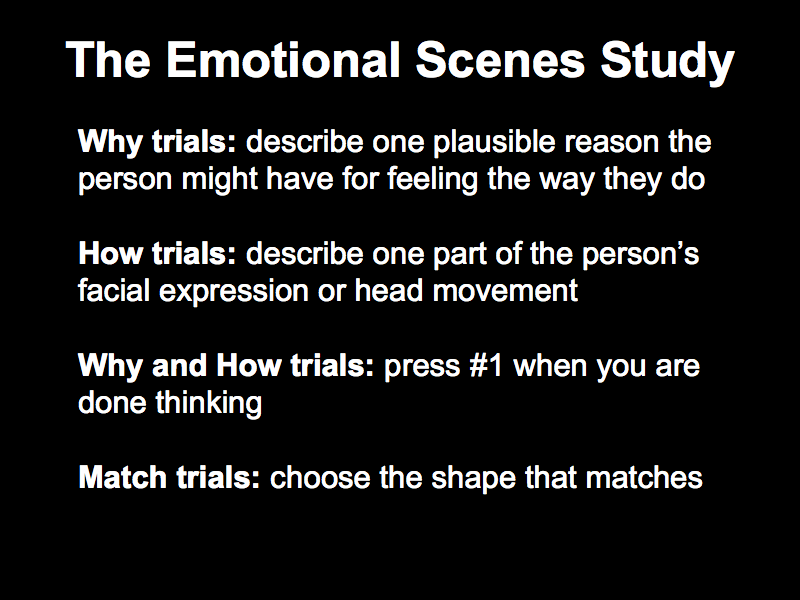 The Emotional Scenes Study
Why trials: describe one plausible reason the
person might have for feeling the way they do
How trials: describe one part of the person’s
facial expression or head movement
Why and How trials: press #1 when you are
done thinking
Match trials: choose the shape that matches